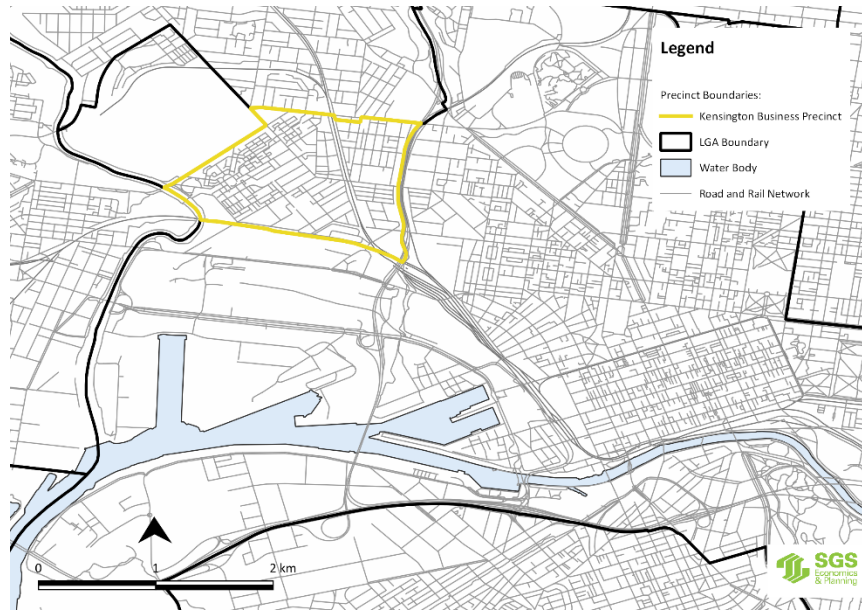 Legend
Precinct Boundaries:
Kensington Business Precinct
LGA Boundary
Water Body
Road and Rail Network
0 1 2 km
SGS
Economics
& Planning